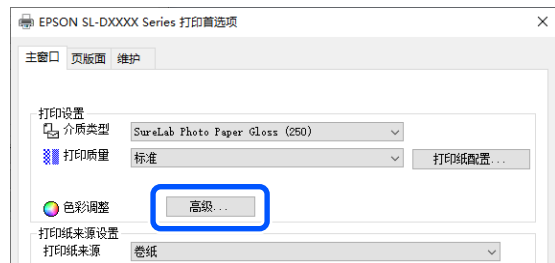 EPSON SL-DXXXX Series 打印首选项
主窗口 页版面 维护
打印设置
介质类型 SureLab Photo Paper Gloss (250)
打印质量 标准 打印纸配置...
色彩调整 高级...
打印纸来源设置
打印纸来源 卷纸